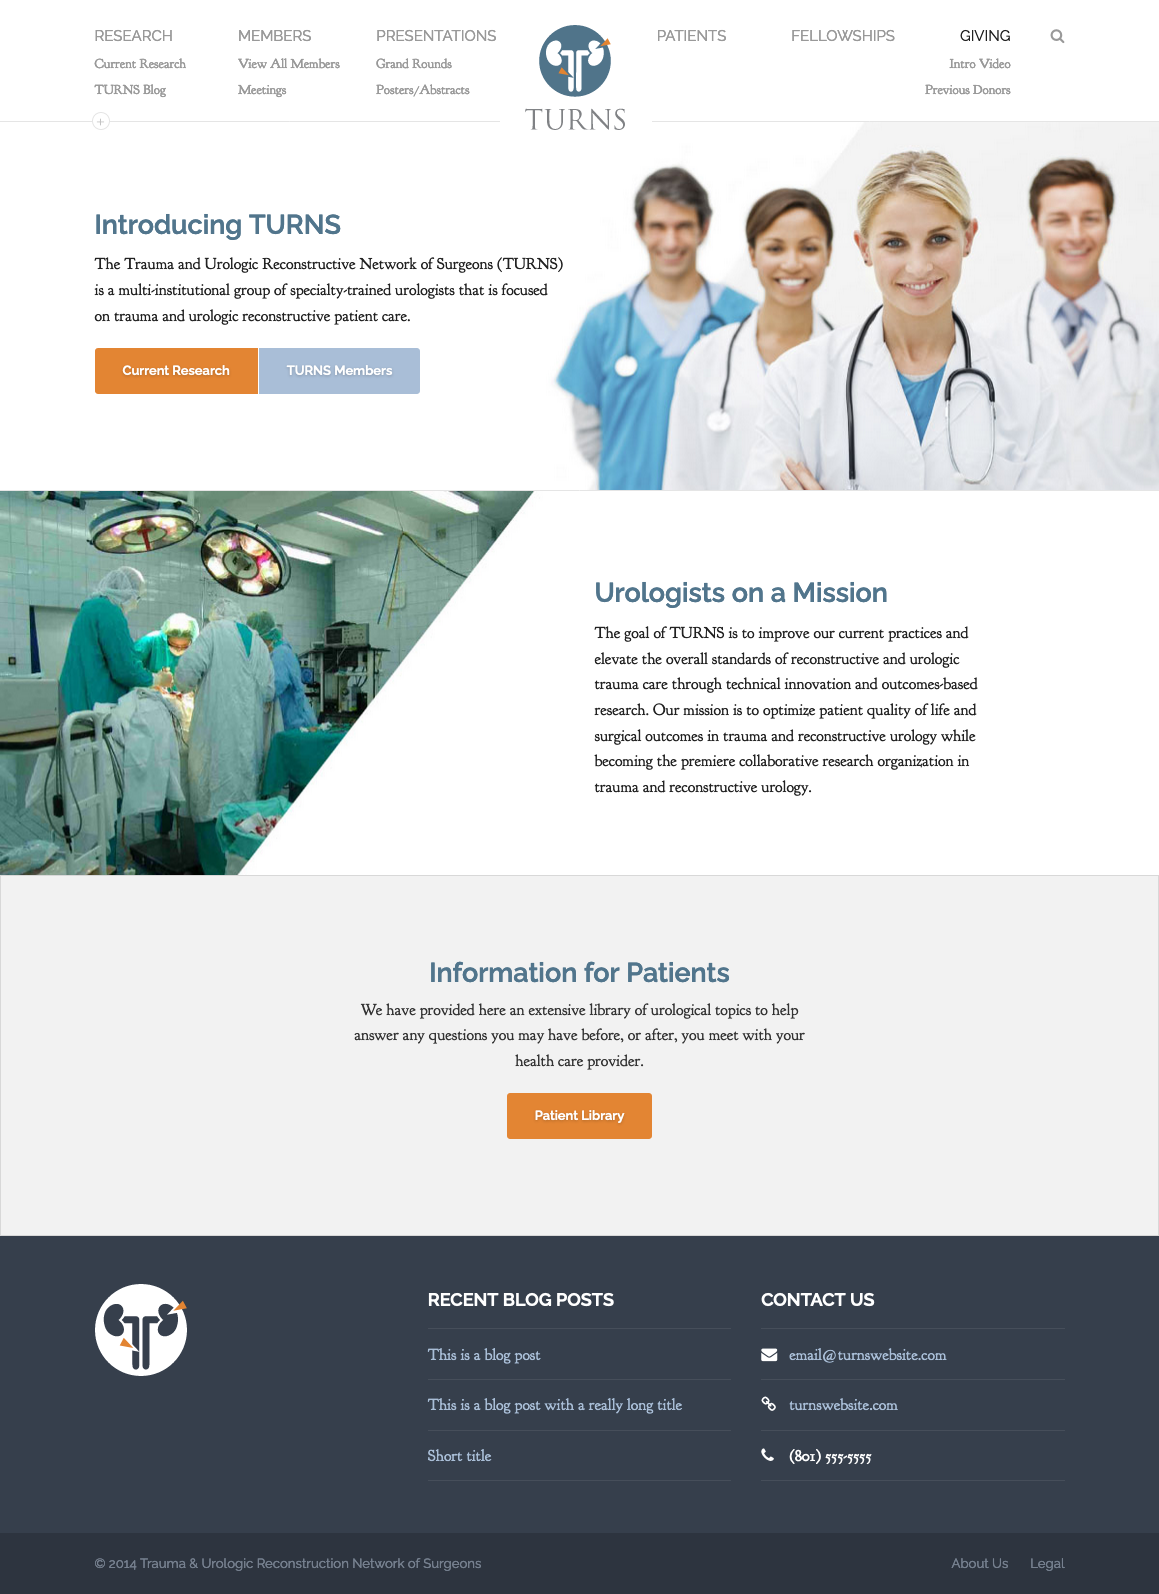 RESEARCH
Current Research
TURNS Blog
MEMBERS
View All Members
Meetings
PRESENTATIONS
Grand Rounds
Posters/Abstracts
TURNS
PATIENTS
FELLOWSHIPS
GIVING
Intro Video
Previous Donors
Introducing TURNS
The Trauma and Urologic Reconstructive Network of Surgeons (TURNS)
is a multi-institutional group of specialty-trained urologists that is focused
on trauma and urologic reconstructive patient care.
Current Research
TURNS Members
Urologists on a Mission
The goal of TURNS is to improve our current practices and
elevate the overall standards of reconstructive and urologic
trauma care through technical innovation and outcomes-based
research. Our mission is to optimize patient quality of life and
surgical outcomes in trauma and reconstructive urology while
becoming the premiere collaborative research organization in
trauma and reconstructive urology.
Information for Patients
We have provided here an extensive library of urological topics to help
answer any questions you may have before, or after, you meet with your
health care provider.
Patient Library
RECENT BLOG POSTS
This is a blog post
This is a blog post with a really long title
Short title
CONTACT US
email@turnswebsite.com
turnswebsite.com
(801) 555-5555
© 2014 Trauma & Urologic Reconstruction Network of Surgeons
About Us
Legal